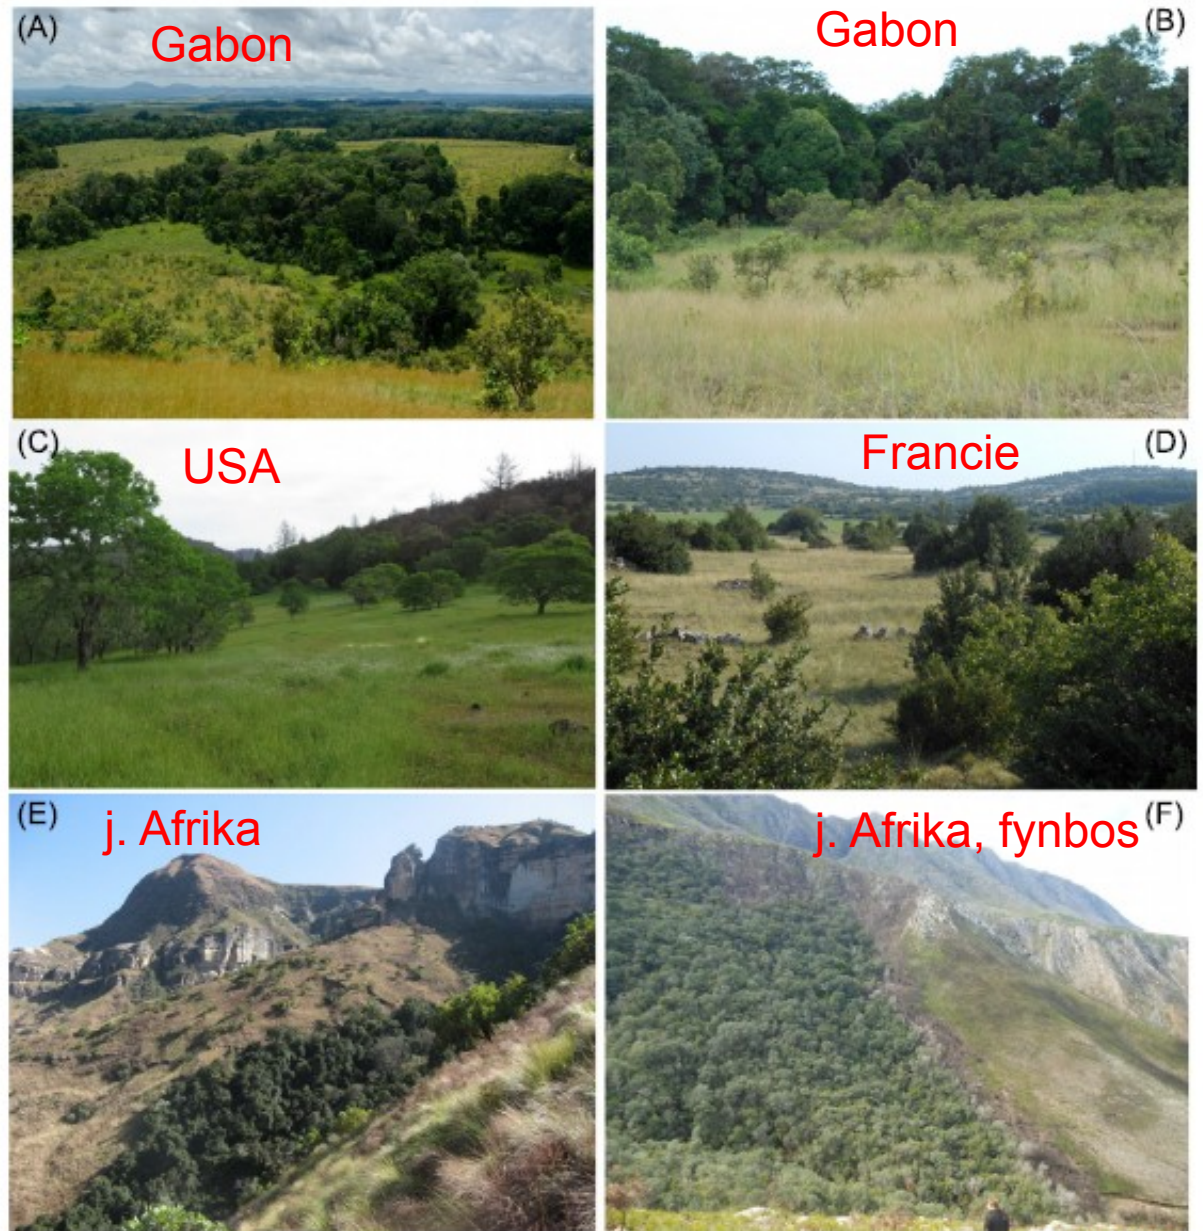 (A)
Gabon
Gabon
(B)
(C)
USA
Francie
(D)
(E)
j. Afrika
j. Afrika, fynbos
(F)